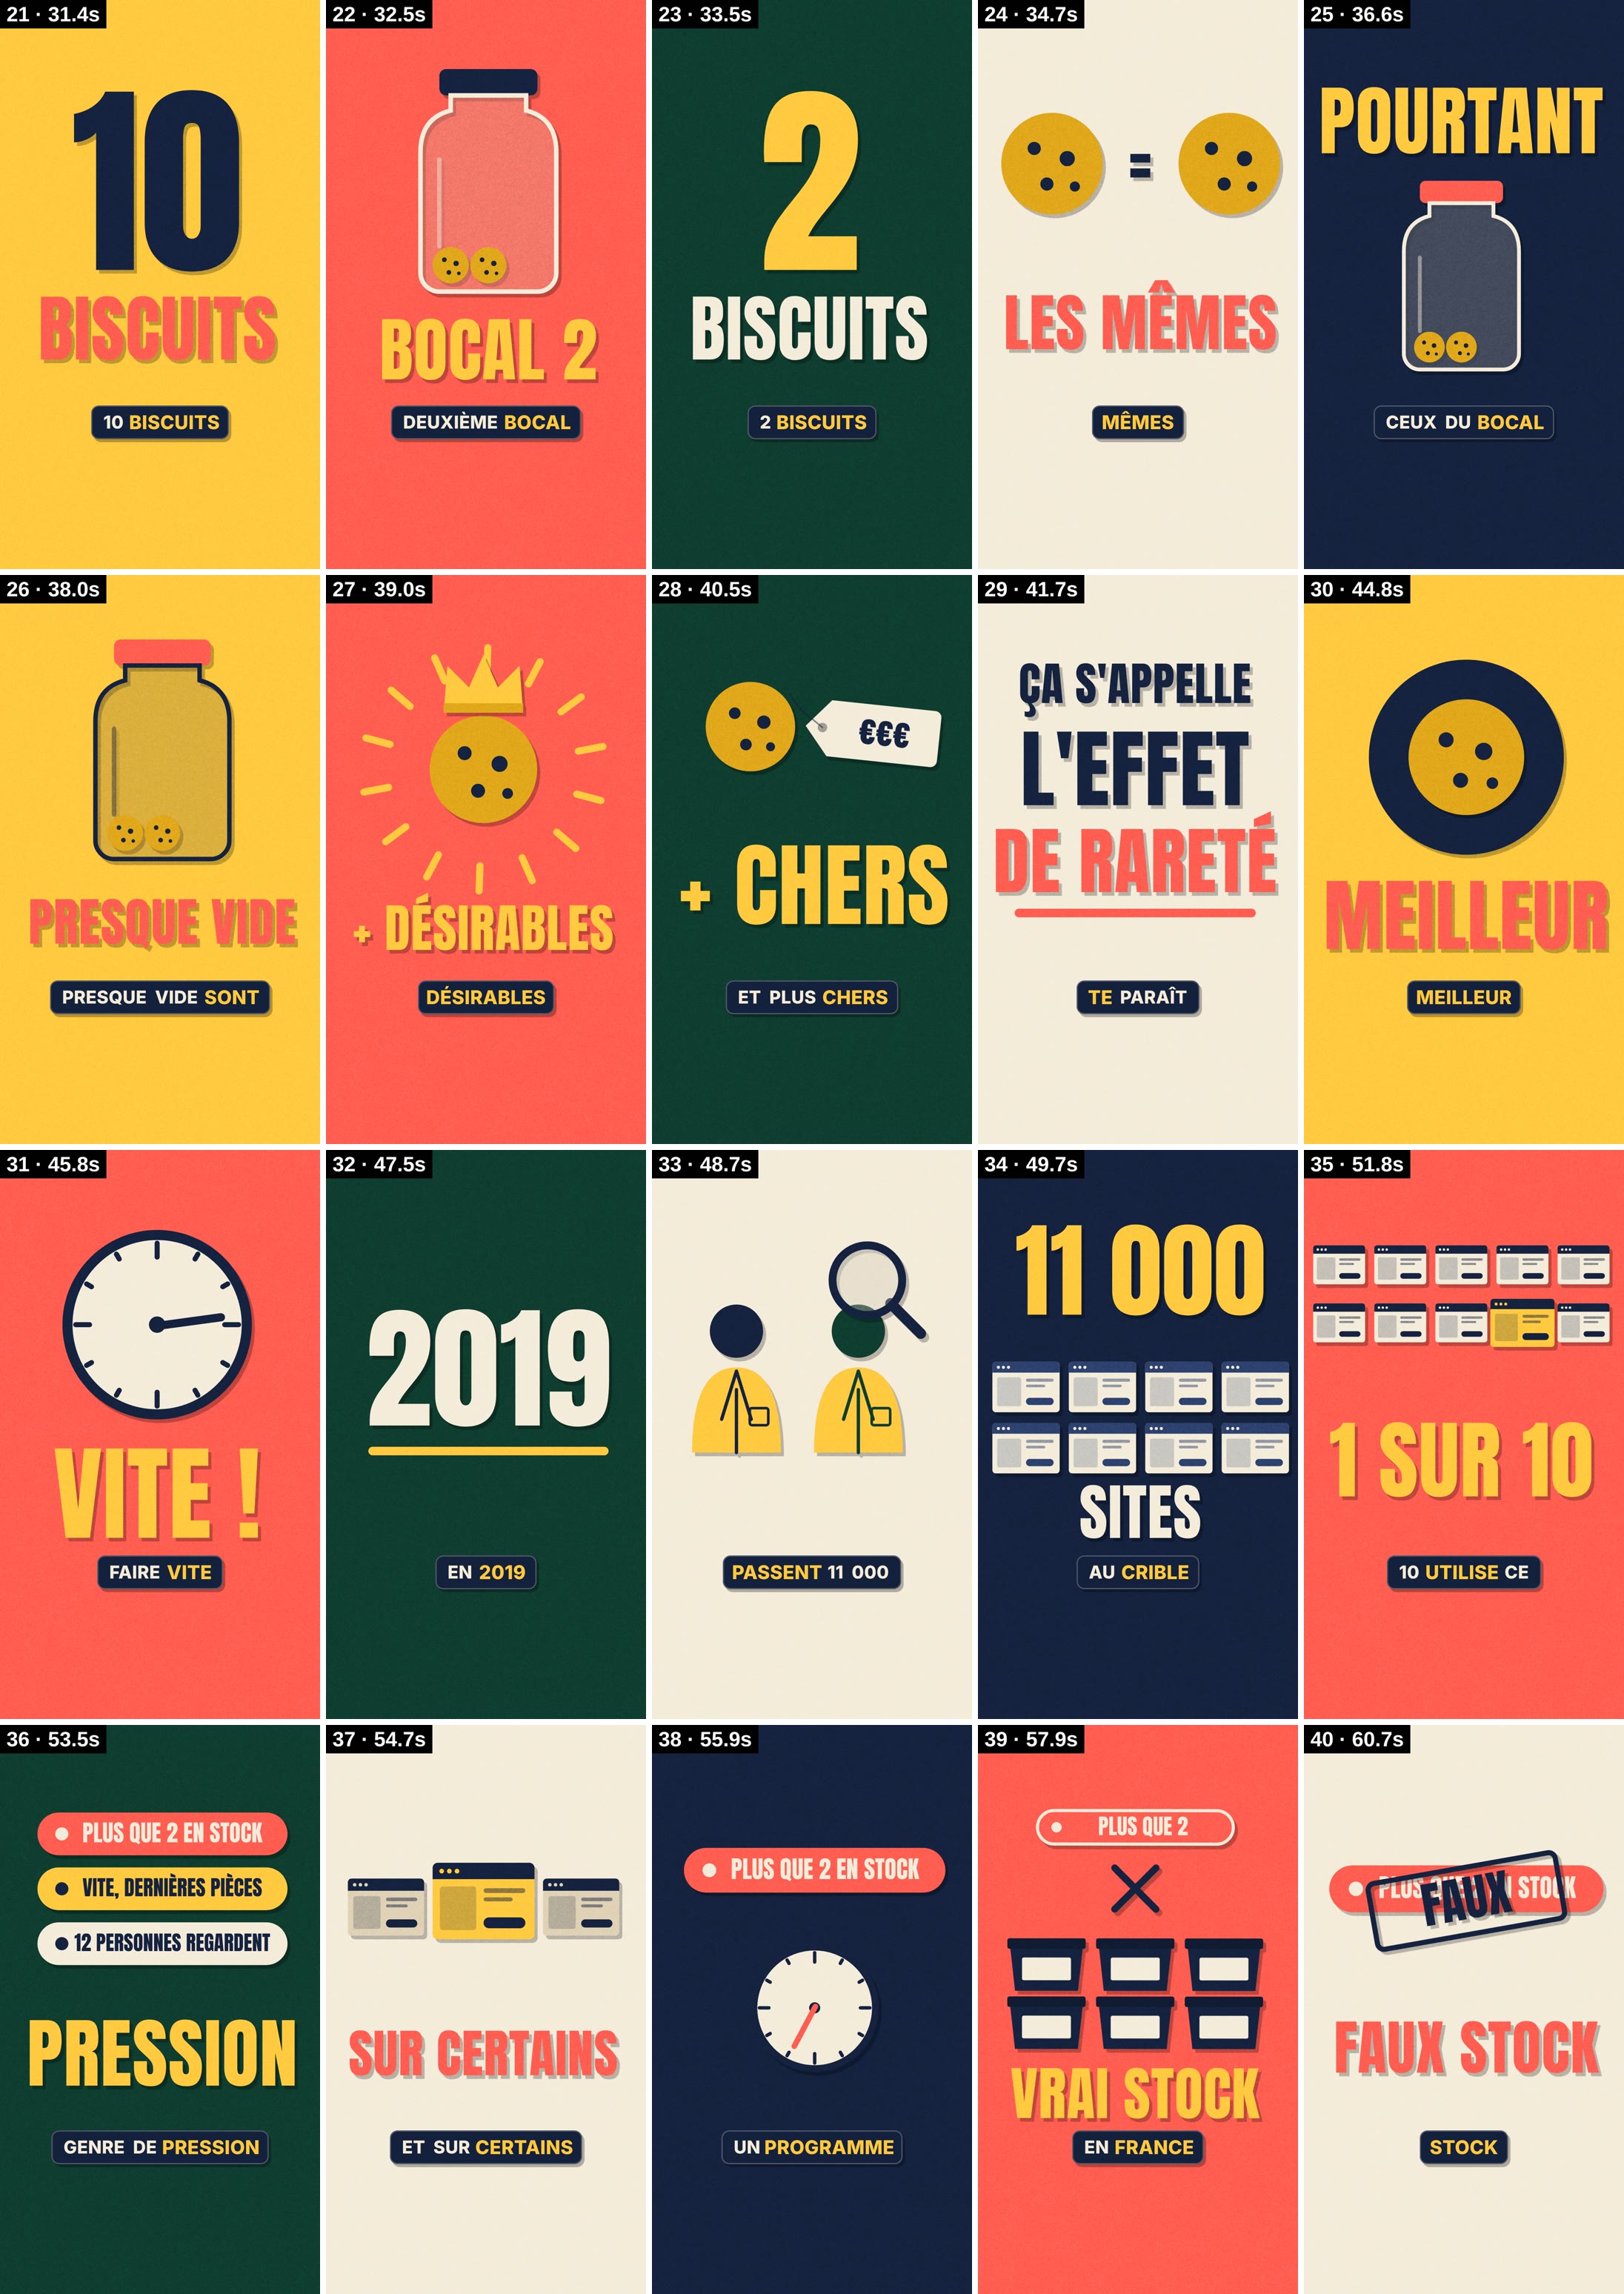 21 · 31.4s
10
BISCUITS
10 BISCUITS
22 · 32.5s
BOCAL 2
DEUXIÈME BOCAL
23 · 33.5s
2
BISCUITS
2 BISCUITS
24 · 34.7s
=
LES MÊMES
MÊMES
25 · 36.6s
POURTANT
CEUX DU BOCAL
26 · 38.0s
PRESQUE VIDE
PRESQUE VIDE SONT
27 · 39.0s
+ DÉSIRABLES
DÉSIRABLES
28 · 40.5s
€€€
+ CHERS
ET PLUS CHERS
29 · 41.7s
ÇA S'APPELLE
L'EFFET
DE RARETÉ
TE PARAÎT
30 · 44.8s
MEILLEUR
MEILLEUR
31 · 45.8s
VITE !
FAIRE VITE
32 · 47.5s
2019
EN 2019
33 · 48.7s
PASSENT 11 000
34 · 49.7s
11 000
SITES
AU CRIBLE
35 · 51.8s
1 SUR 10
10 UTILISE CE
36 · 53.5s
PLUS QUE 2 EN STOCK
VITE, DERNIÈRES PIÈCES
12 PERSONNES REGARDENT
PRESSION
GENRE DE PRESSION
37 · 54.7s
SUR CERTAINS
ET SUR CERTAINS
38 · 55.9s
PLUS QUE 2 EN STOCK
UN PROGRAMME
39 · 57.9s
PLUS QUE 2
VRAI STOCK
EN FRANCE
40 · 60.7s
PLUS STOCK
FAUX
FAUX STOCK
STOCK